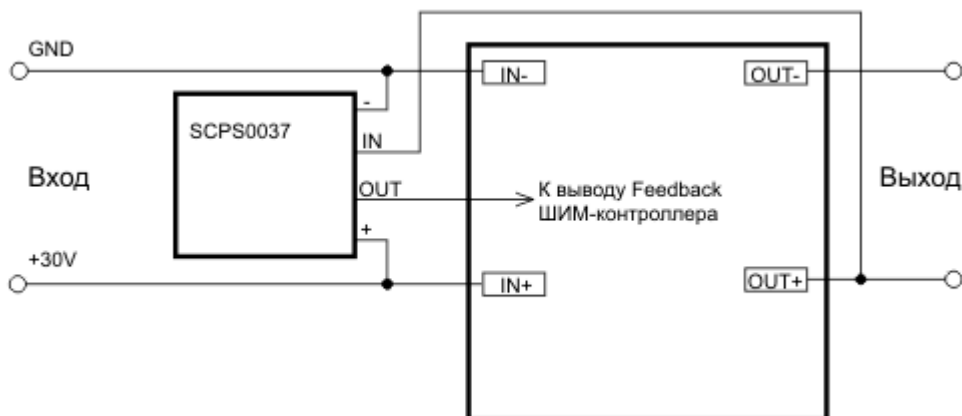 GND
IN-
OUT-
-
SCPS0037
IN
Вход
OUT
К выводу Feedback
ШИМ-контроллера
Выход
+
+30V
IN+
OUT+